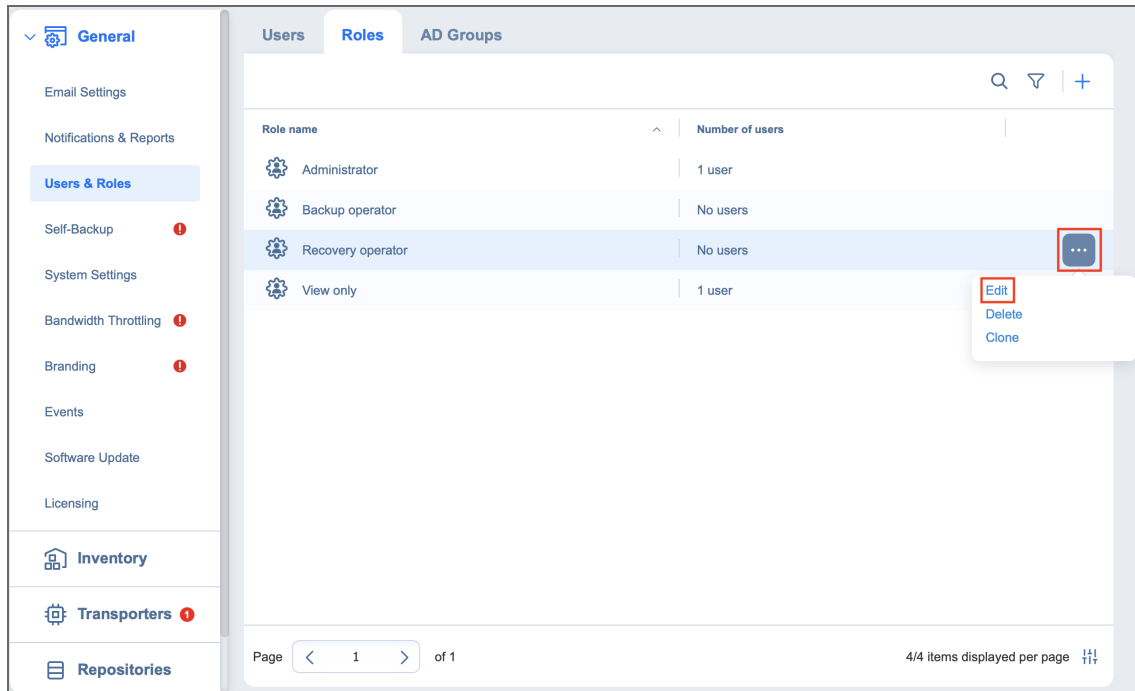 General
Email Settings
Notifications & Reports
Users & Roles
Self-Backup !
System Settings
Bandwidth Throttling !
Branding !
Events
Software Update
Licensing
Inventory
Transporters 1
Repositories
Users Roles AD Groups
Role name Number of users
Administrator 1 user
Backup operator No users
Recovery operator No users ...
View only 1 user
Edit
Delete
Clone
Page 1 of 1 4/4 items displayed per page